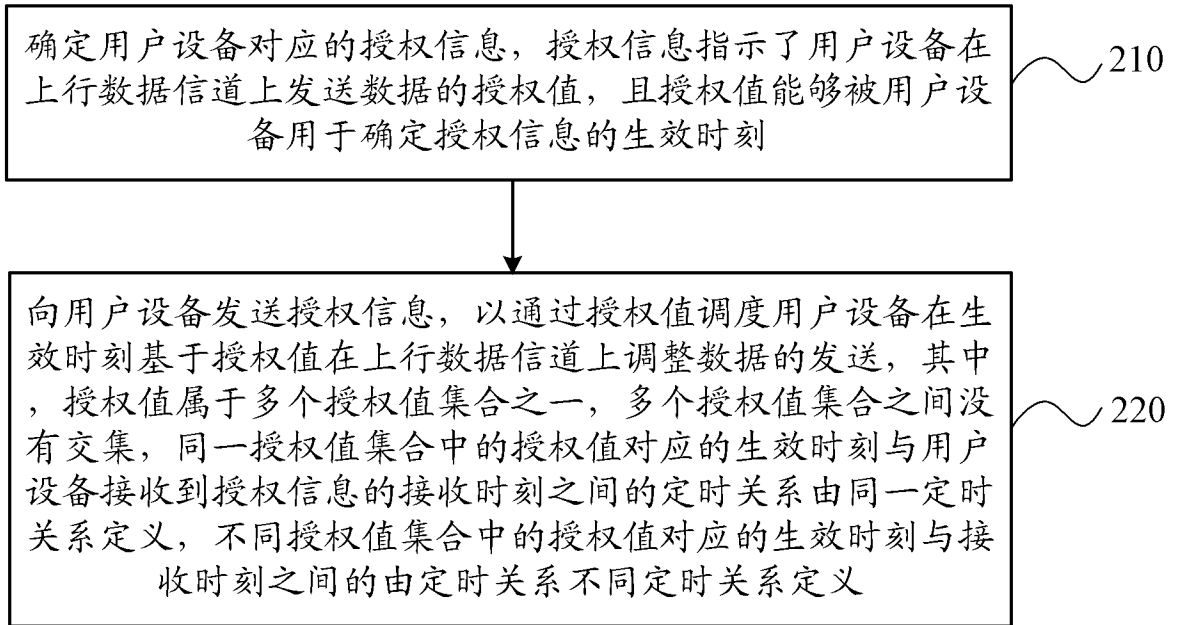 确定用户设备对应的授权信息，授权信息指示了用户设备在
上行数据信道上发送数据的授权值，且授权值能够被用户设
备用于确定授权信息的生效时刻
210
向用户设备发送授权信息，以通过授权值调度用户设备在生
效时刻基于授权值在上行数据信道上调整数据的发送，其中
，授权值属于多个授权值集合之一，多个授权值集合之间没
有交集，同一授权值集合中的授权值对应的生效时刻与用户
设备接收到授权信息的接收时刻之间的定时关系由同一定时
关系定义，不同授权值集合中的授权值对应的生效时刻与接
收时刻之间的由定时关系不同定时关系定义
220